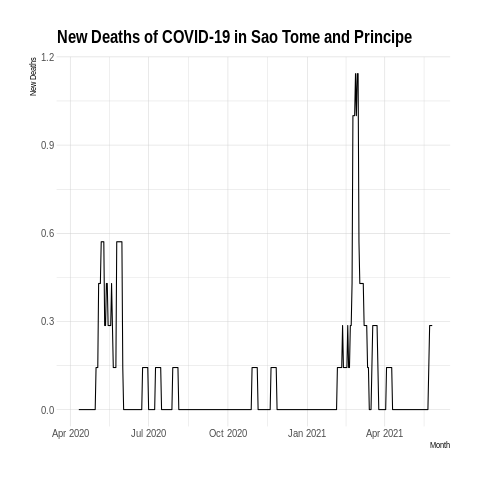 New Deaths of COVID-19 in Sao Tome and Principe
New Deaths
1.2
0.9
0.6
0.3
0.0
Apr 2020 Jul 2020 Oct 2020 Jan 2021 Apr 2021
Month